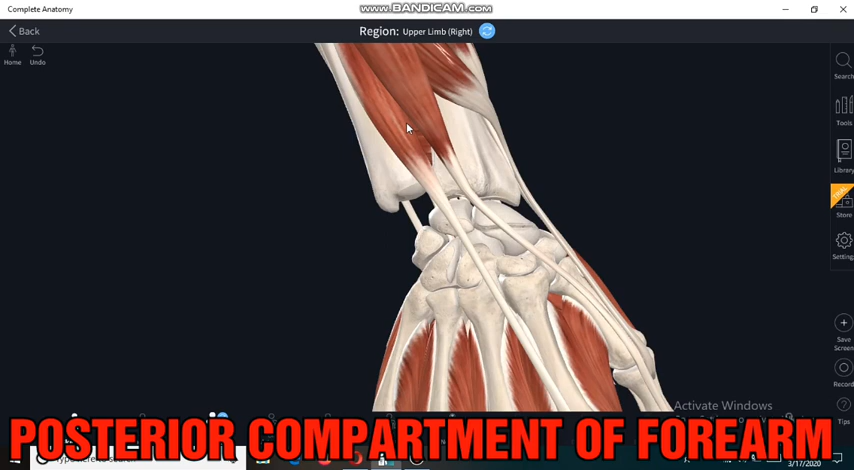 Complete Anatomy
WWW.BANDICAM.COM
Back
Region: Upper Limb (Right)
Home
Undo
Search
Tools
Library
TRIAL
Store
Settings
Save
Screen
Record
Tips
Activate Windows
POSTERIOR COMPARTMENT OF FOREARM
3/17/2020